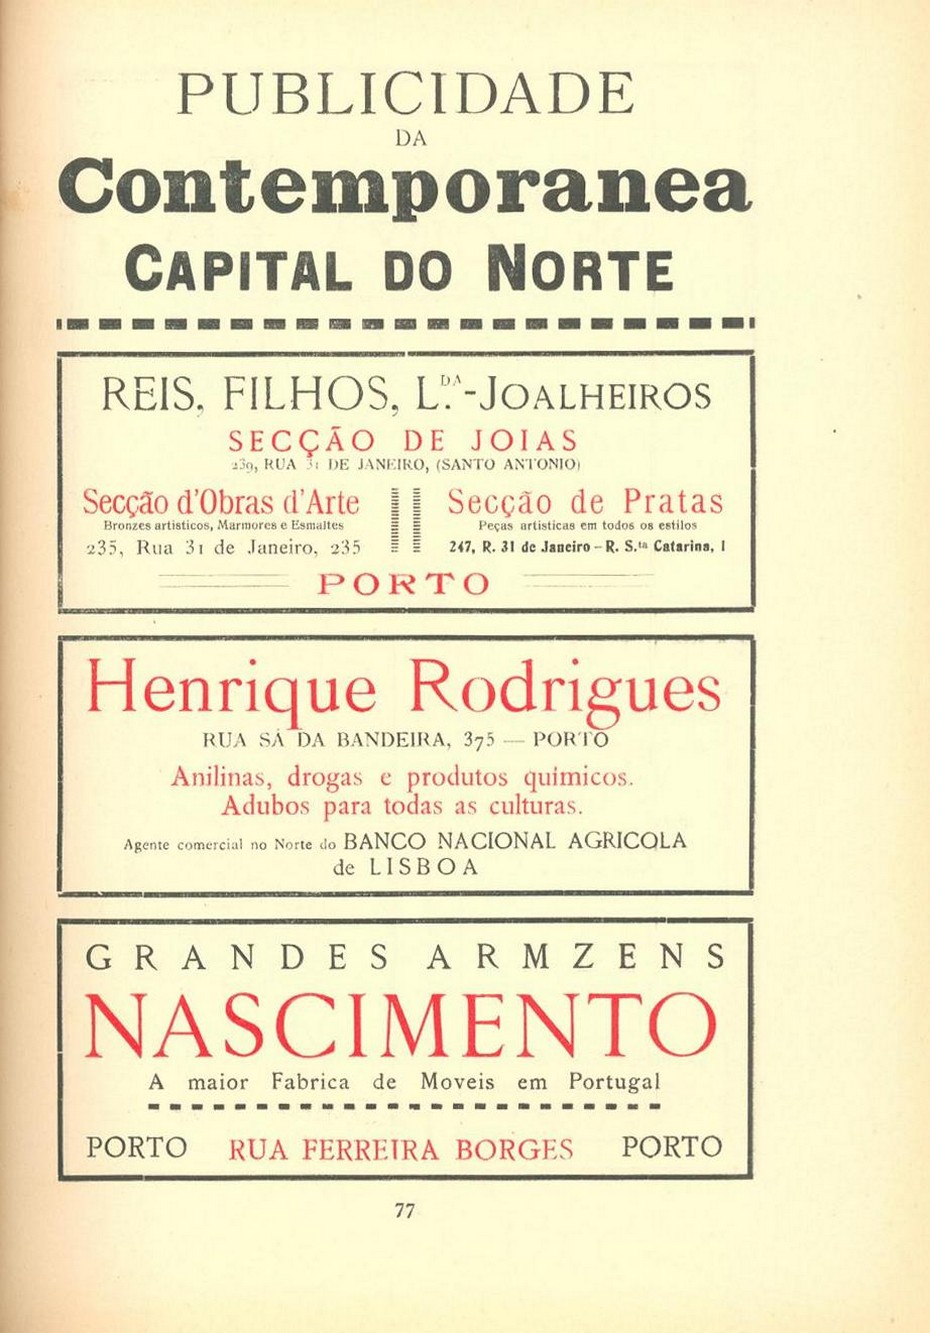 PUBLICIDADE
DA
Contemporanea
CAPITAL DO NORTE
REIS, FILHOS, L.DA-JOALHEIROS
SECÇÃO DE JOIAS
239, RUA 31 DE JANEIRO, (SANTO ANTONIO)
Secção d'Obras d'Arte
Bronzes artisticos, Marmores e Esmaltes
235, Rua 31 de Janeiro, 235
Secção de Pratas
Peças artisticas em todos os estilos
247, R. 31 de Janeiro - R. S.ta Catarina, 1
PORTO
Henrique Rodrigues
RUA SÁ DA BANDEIRA, 375 — PORTO
Anilinas, drogas e produtos químicos.
Adubos para todas as culturas.
Agente comercial no Norte do BANCO NACIONAL AGRICOLA
de LISBOA
GRANDES ARMZENS
NASCIMENTO
A maior Fabrica de Moveis em Portugal
PORTO RUA FERREIRA BORGES PORTO
77